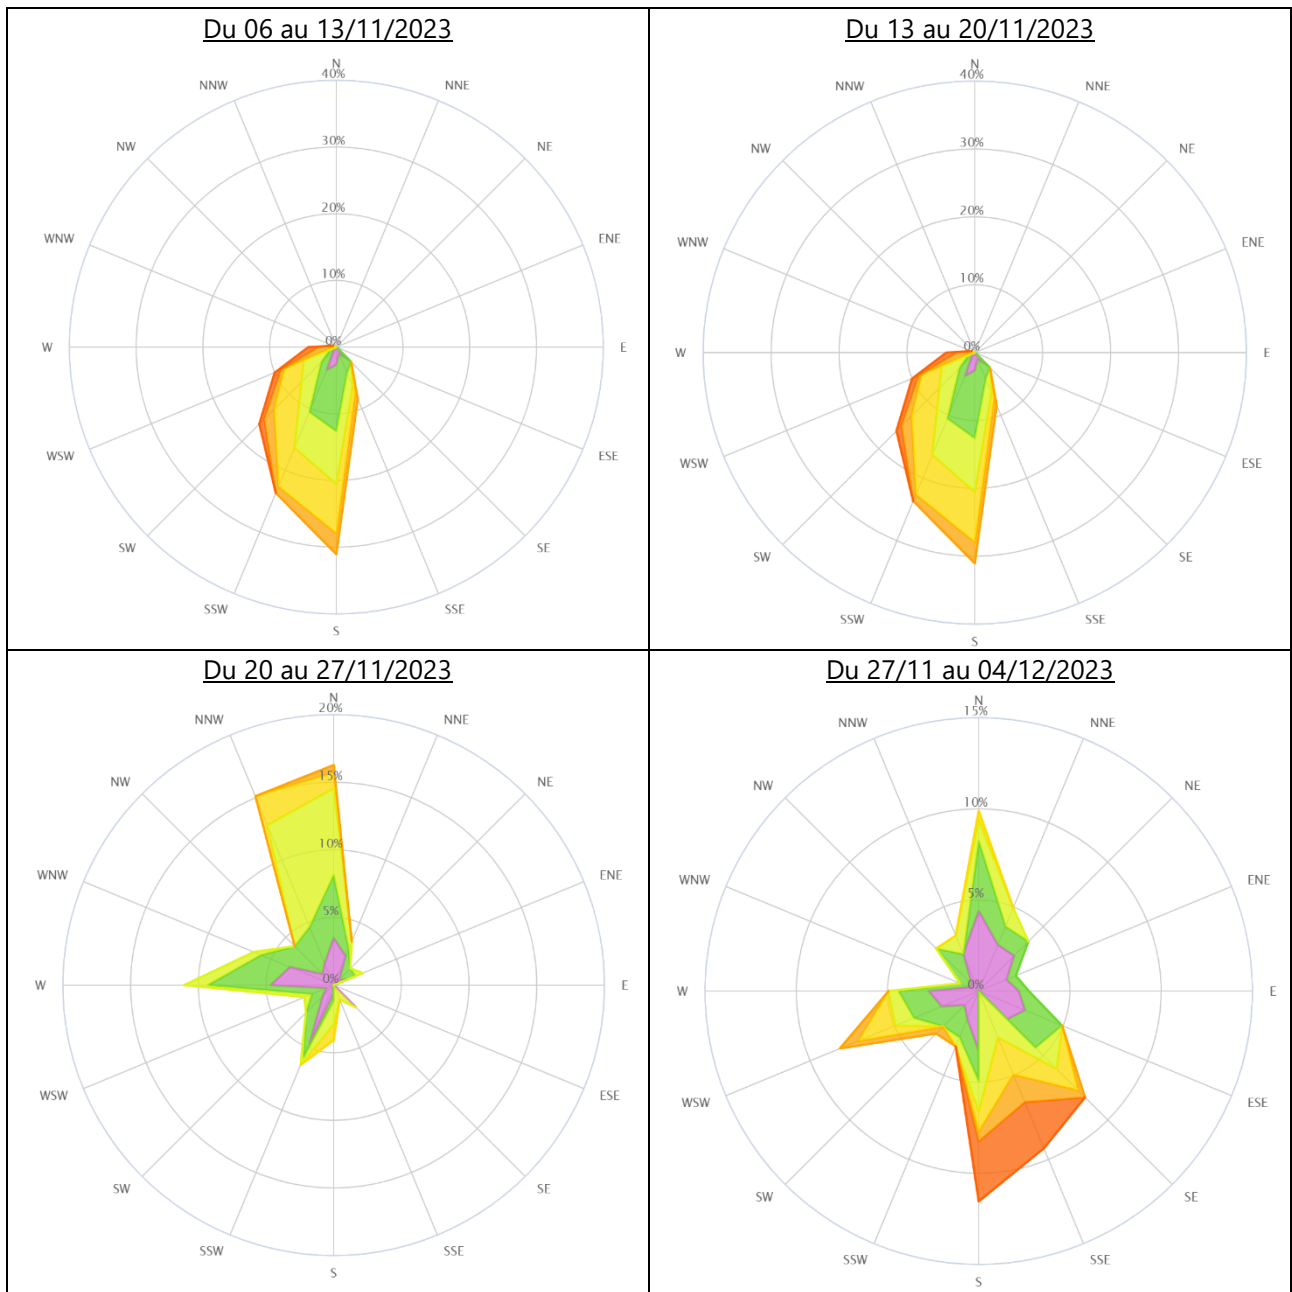 Du 06 au 13/11/2023
N
40%
NNW
NNE
30%
NW
NE
20%
WNW
ENE
10%
W
0%
E
WSW
ESE
SW
SE
SSW
SSE
S
Du 13 au 20/11/2023
N
40%
NNW
NNE
30%
NW
NE
20%
WNW
ENE
10%
W
0%
E
WSW
ESE
SW
SE
SSW
SSE
S
Du 20 au 27/11/2023
N
20%
NNW
NNE
15%
NW
NE
10%
WNW
ENE
5%
W
0%
E
WSW
ESE
SW
SE
SSW
SSE
S
Du 27/11 au 04/12/2023
N
15%
NNW
NNE
NW
NE
10%
WNW
ENE
5%
W
0%
E
WSW
ESE
SW
SE
SSW
SSE
S